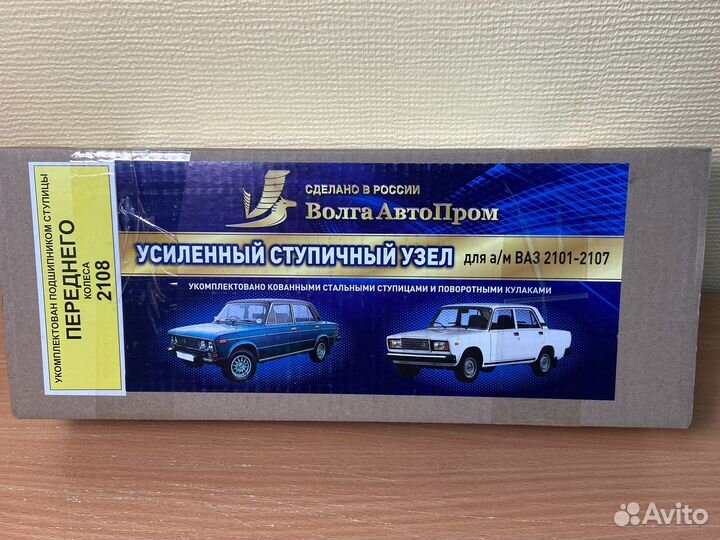 УКОМПЛЕКТОВАН ПОДШИПНИКОМ СТУПИЦЫ
ПЕРЕДНЕГО
КОЛЕСА
2108
СДЕЛАНО В РОССИИ
ВолгаАвтоПром
УСИЛЕННЫЙ СТУПИЧНЫЙ УЗЕЛ для а/м ВАЗ 2101-2107
УКОМПЛЕКТОВАНО КОВАННЫМИ СТАЛЬНЫМИ СТУПИЦАМИ И ПОВОРОТНЫМИ КУЛАКАМИ
Avito